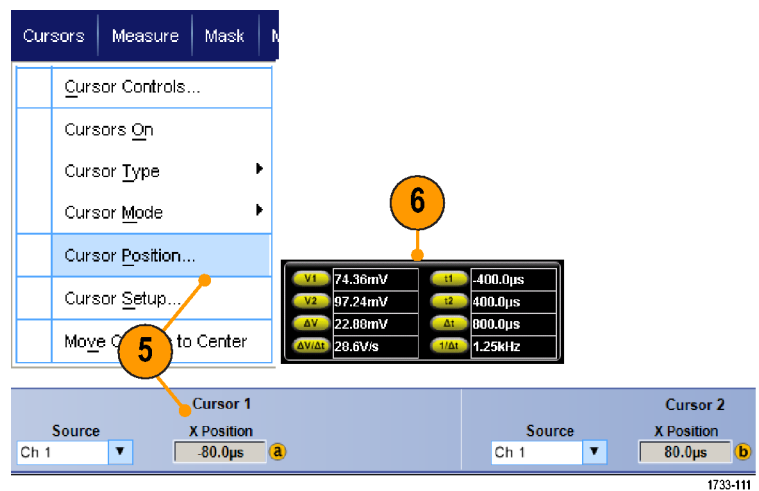 Cursors Measure Mask
Cursor Controls...
Cursors On
Cursor Type
Cursor Mode
6
Cursor Position...
V1 74.36mV t1 -400.0µs
V2 97.24mV t2 400.0µs
Cursor Setup...
ΔV 22.88mV Δt 800.0µs
Move to Center
5
ΔV/Δt 28.6V/s 1/Δt 1.25kHz
Cursor 1 Cursor 2
Source X Position Source X Position
Ch 1 -80.0µs a Ch 1 80.0µs b
1733-111